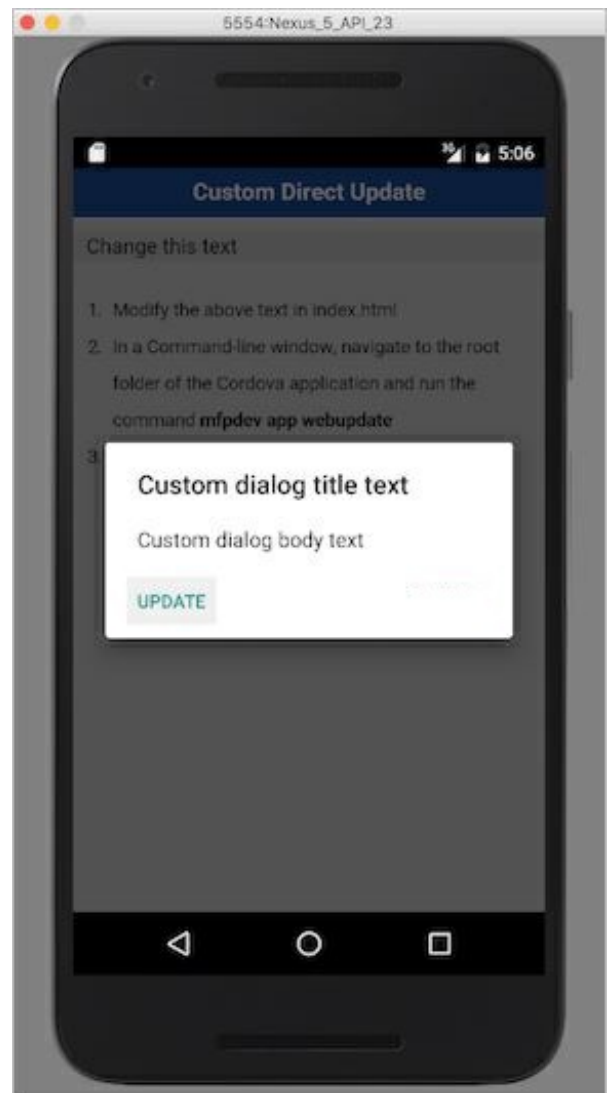 5554:Nexus_5_API_23
5:06
Custom Direct Update
Change this text
1. Modify the above text in index.html
2. In a Command-line window, navigate to the root
folder of the Cordova application and run the
command mfpdev app webupdate
3.
Custom dialog title text
Custom dialog body text
UPDATE